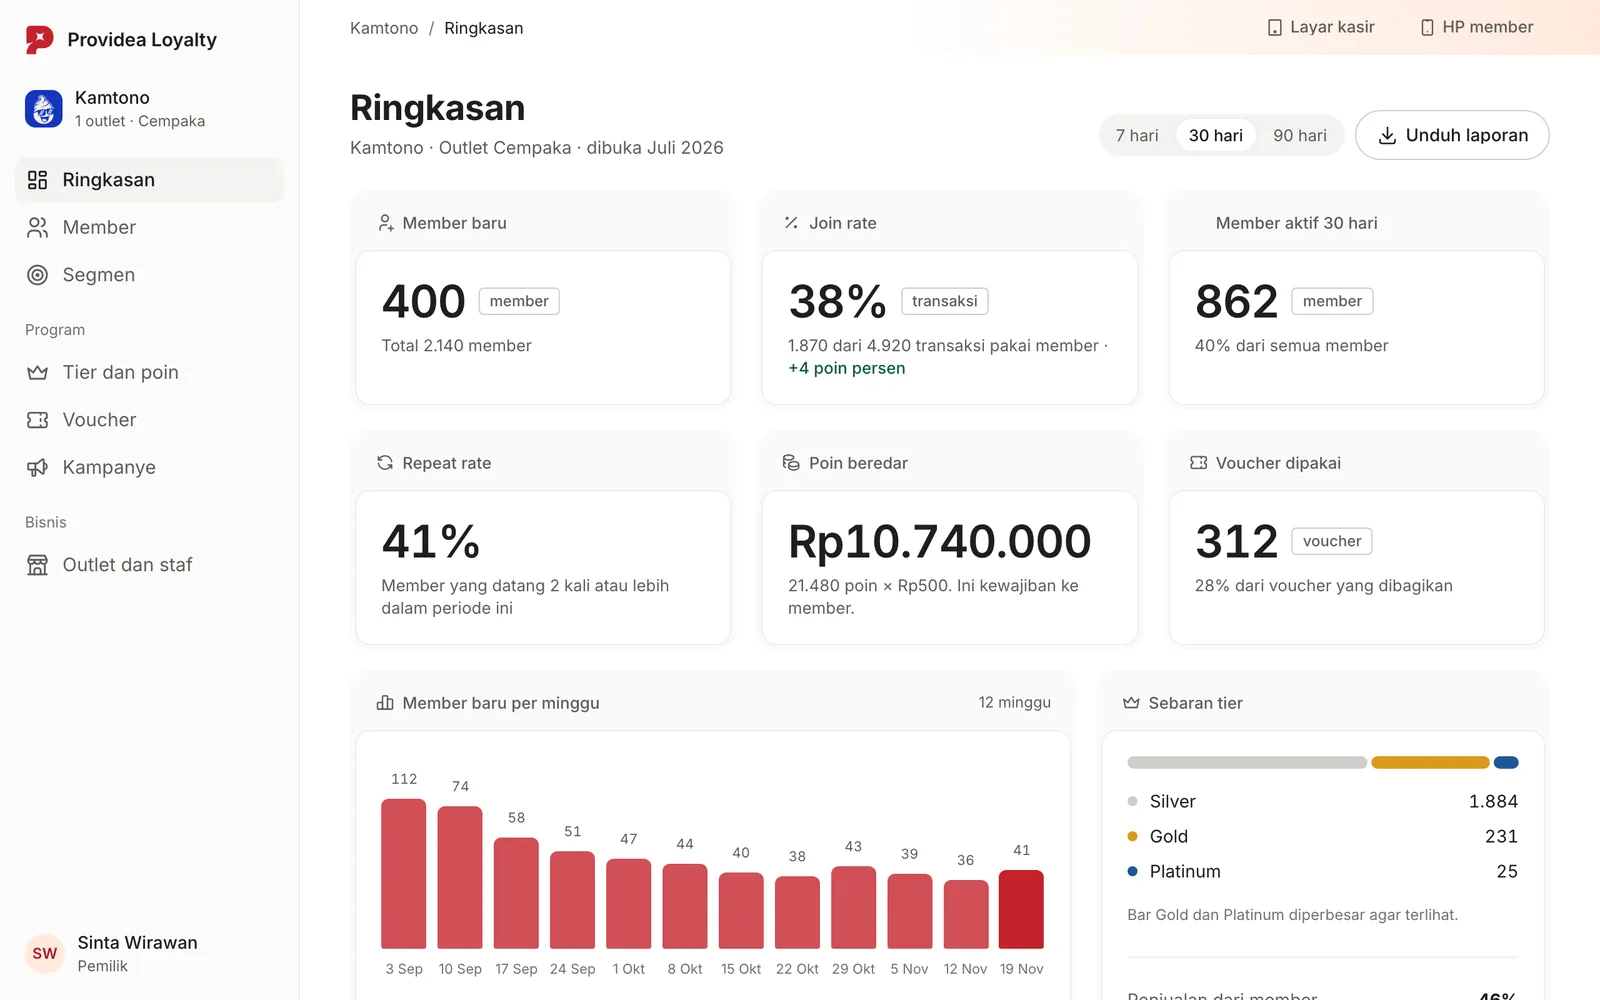 Providea Loyalty
Kamtono
1 outlet · Cempaka
Ringkasan
Member
Segmen
Program
Tier dan poin
Voucher
Kampanye
Bisnis
Outlet dan staf
SW
Sinta Wirawan
Pemilik
Kamtono / Ringkasan
Layar kasir
HP member
Ringkasan
Kamtono · Outlet Cempaka · dibuka Juli 2026
7 hari
30 hari
90 hari
Unduh laporan
Member baru
400 member
Total 2.140 member
Join rate
38% transaksi
1.870 dari 4.920 transaksi pakai member ·
+4 poin persen
Member aktif 30 hari
862 member
40% dari semua member
Repeat rate
41%
Member yang datang 2 kali atau lebih
dalam periode ini
Poin beredar
Rp10.740.000
21.480 poin × Rp500. Ini kewajiban ke
member.
Voucher dipakai
312 voucher
28% dari voucher yang dibagikan
Member baru per minggu
12 minggu
112 74 58 51 47 44 40 38 43 39 36 41
3 Sep 10 Sep 17 Sep 24 Sep 1 Okt 8 Okt 15 Okt 22 Okt 29 Okt 5 Nov 12 Nov 19 Nov
Sebaran tier
Silver 1.884
Gold 231
Platinum 25
Bar Gold dan Platinum diperbesar agar terlihat.
Penjualan dari member 46%